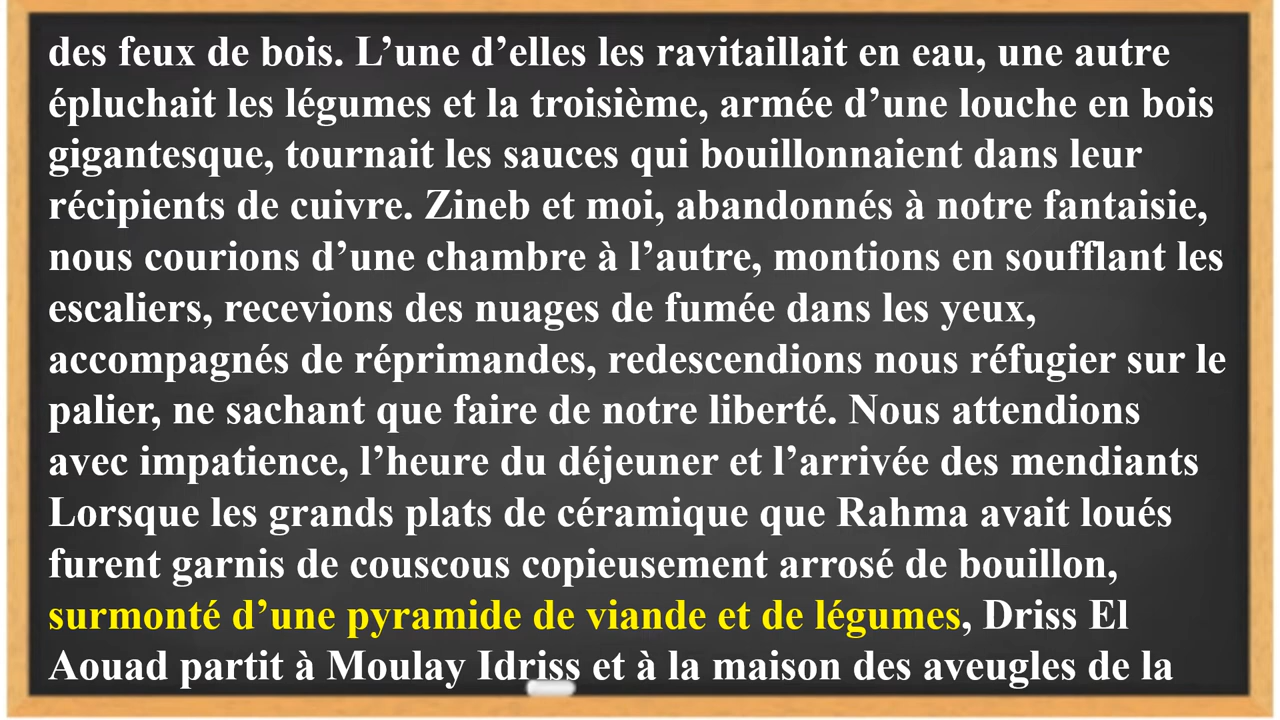 des feux de bois. L’une d’elles les ravitaillait en eau, une autre
épluchait les légumes et la troisième, armée d’une louche en bois
gigantesque, tournait les sauces qui bouillonnaient dans leur
récipients de cuivre. Zineb et moi, abandonnés à notre fantaisie,
nous courions d’une chambre à l’autre, montions en soufflant les
escaliers, recevions des nuages de fumée dans les yeux,
accompagnés de réprimandes, redescendions nous réfugier sur le
palier, ne sachant que faire de notre liberté. Nous attendions
avec impatience, l’heure du déjeuner et l’arrivée des mendiants
Lorsque les grands plats de céramique que Rahma avait loués
furent garnis de couscous copieusement arrosé de bouillon,
surmonté d’une pyramide de viande et de légumes, Driss El
Aouad partit à Moulay Idriss et à la maison des aveugles de la